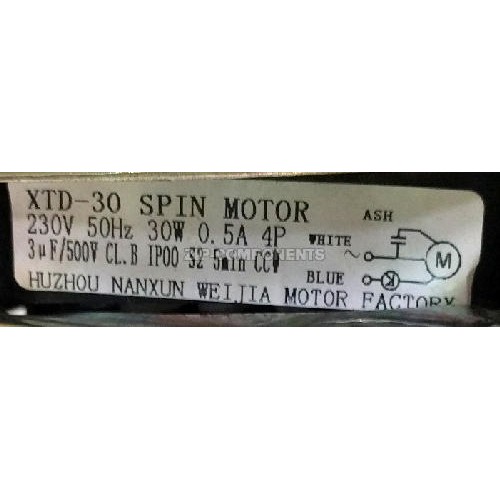 XTD-30 SPIN MOTOR
230V 50Hz 30W 0.5A 4P
3μF/500V CL.B IP00 32 5min CCW
HUZHOU NANXUN WEIJIA MOTOR FACTORY
ASH
WHITE ~
BLUE
M